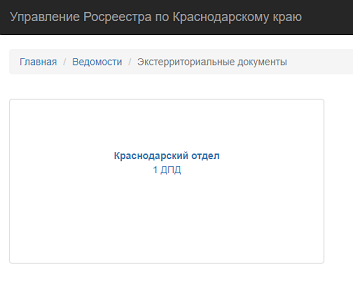 Управление Росреестра по Краснодарскому краю
Главная / Ведомости / Экстерриториальные документы
Краснодарский отдел
1 ДПД